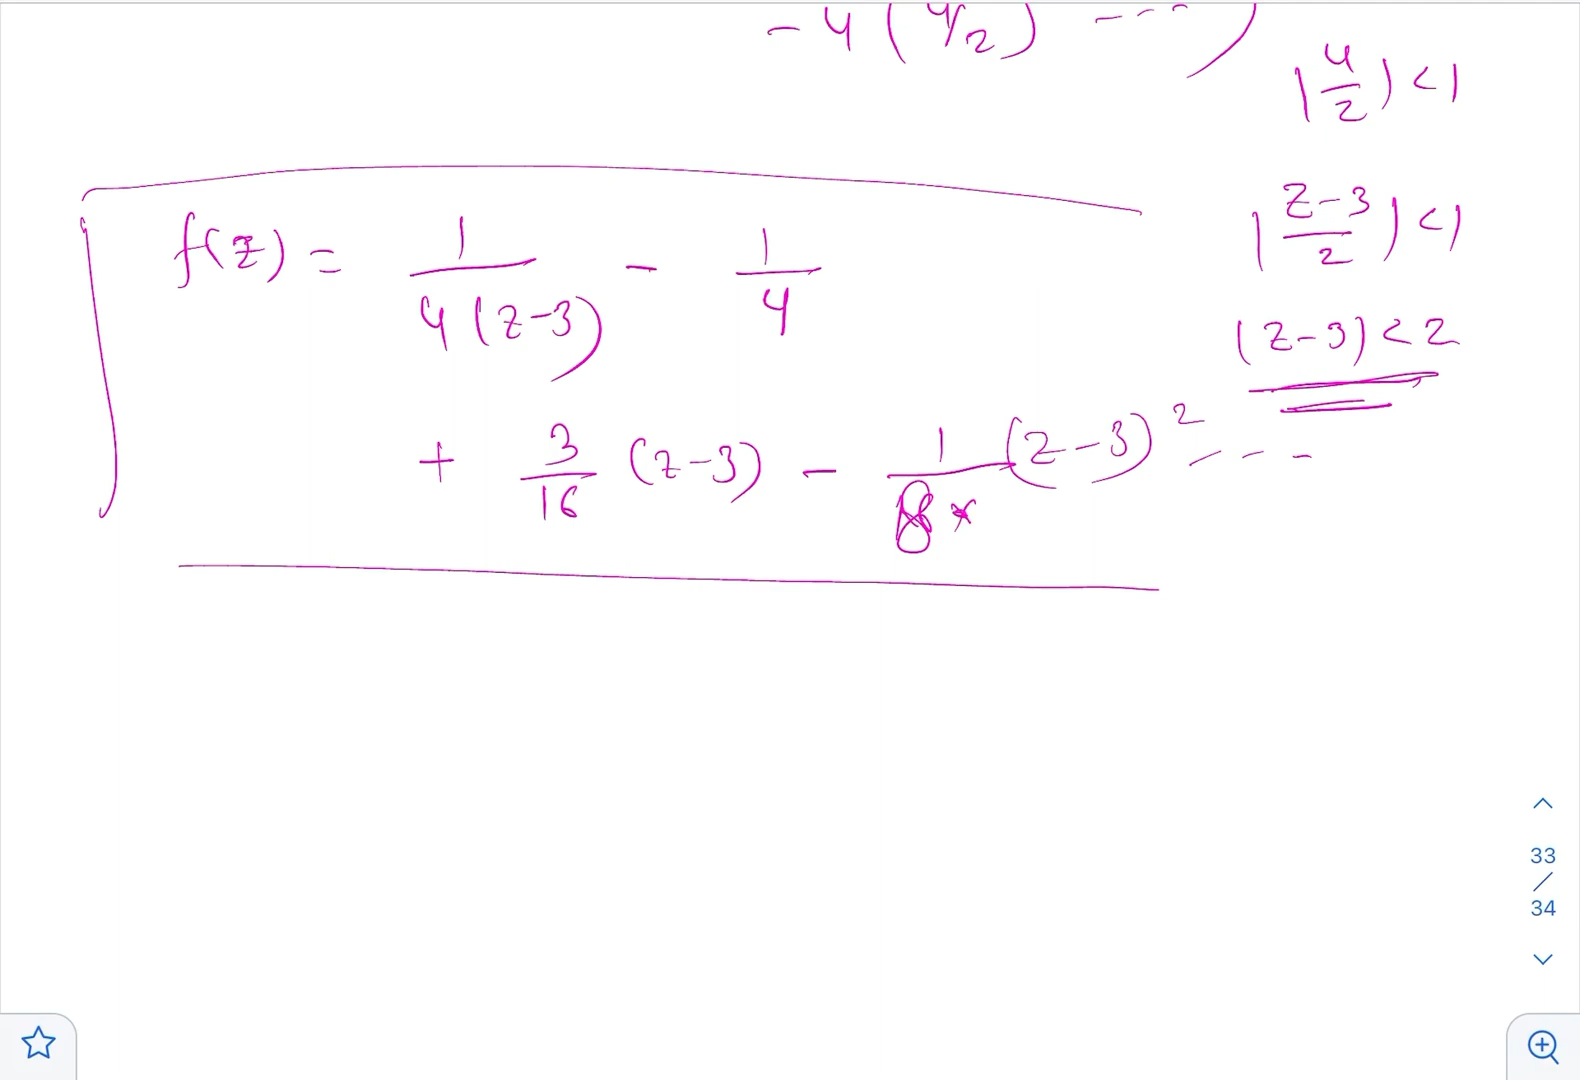 - 4 (4/2) ---- )
|4/2| < 1
|z-3/2| < 1
f(z) = 1/4(z-3) - 1/4
(z-3) < 2
+ 3/16 (z-3) - 1/8* (z-3)² - - -
33
/
34